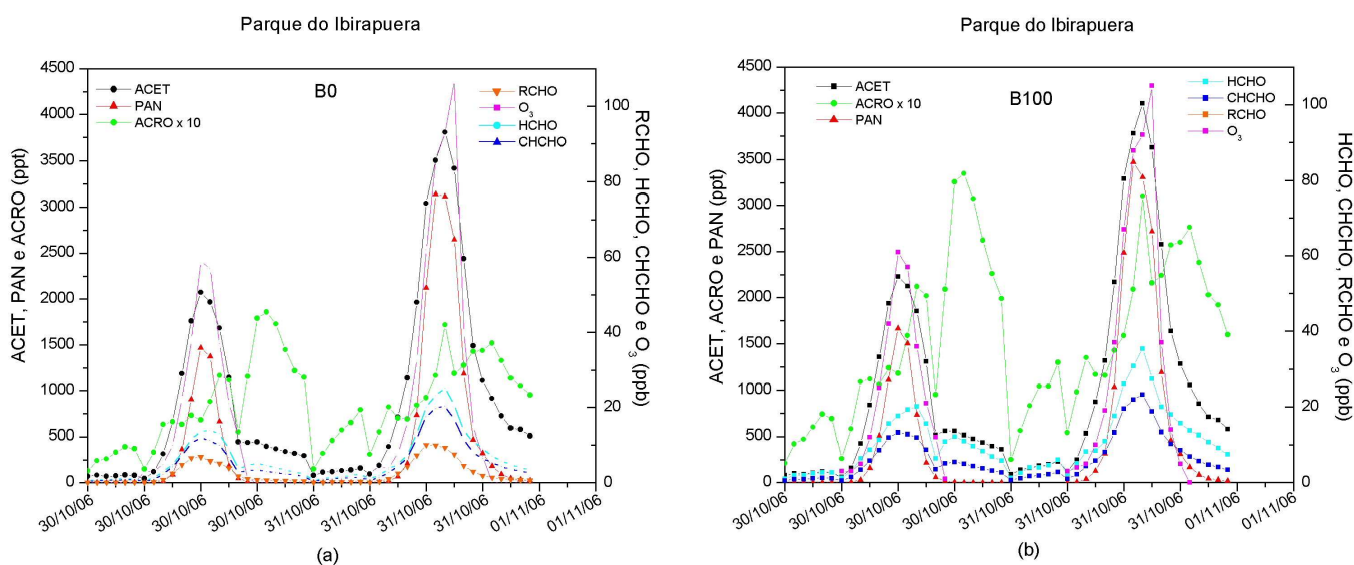 Parque do Ibirapuera
B0
ACET
PAN
ACRO x 10
RCHO
O3
HCHO
CHCHO
ACET, PAN e ACRO (ppt)
4500
4000
3500
3000
2500
2000
1500
1000
500
0
RCHO, HCHO, CHCHO e O3 (ppb)
100
80
60
40
20
0
30/10/06
30/10/06
30/10/06
30/10/06
31/10/06
31/10/06
31/10/06
31/10/06
01/11/06
01/11/06
(a)
Parque do Ibirapuera
B100
ACET
ACRO x 10
PAN
HCHO
CHCHO
RCHO
O3
ACET, ACRO e PAN (ppt)
4500
4000
3500
3000
2500
2000
1500
1000
500
0
HCHO, CHCHO, RCHO e O3 (ppb)
100
80
60
40
20
0
30/10/06
30/10/06
30/10/06
30/10/06
31/10/06
31/10/06
31/10/06
31/10/06
01/11/06
01/11/06
(b)